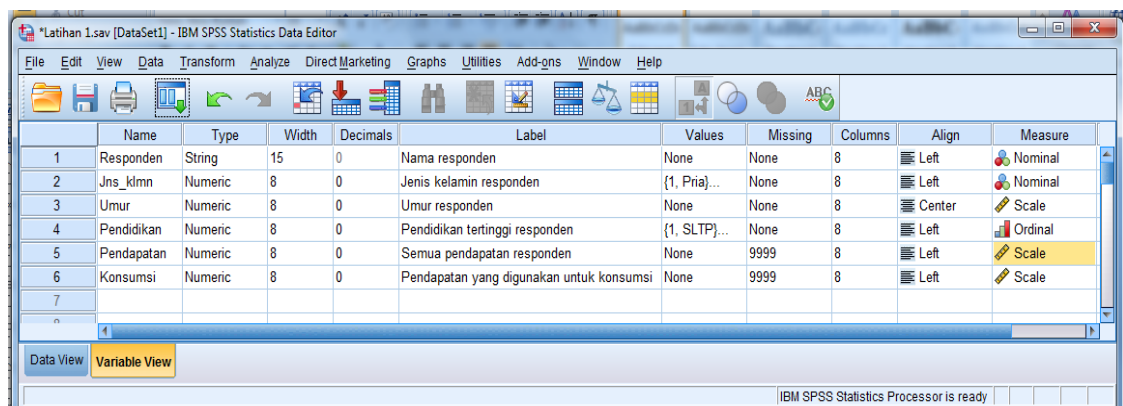 *Latihan 1.sav [DataSet1] - IBM SPSS Statistics Data Editor
File Edit View Data Transform Analyze Direct Marketing Graphs Utilities Add-ons Window Help
Name Type Width Decimals Label Values Missing Columns Align Measure
1 Responden String 15 0 Nama responden None None 8 Left Nominal
2 Jns_klmn Numeric 8 0 Jenis kelamin responden {1, Pria}... None 8 Left Nominal
3 Umur Numeric 8 0 Umur responden None None 8 Center Scale
4 Pendidikan Numeric 8 0 Pendidikan tertinggi responden {1, SLTP}... None 8 Left Ordinal
5 Pendapatan Numeric 8 0 Semua pendapatan responden None 9999 8 Left Scale
6 Konsumsi Numeric 8 0 Pendapatan yang digunakan untuk konsumsi None 9999 8 Left Scale
7
Data View Variable View
IBM SPSS Statistics Processor is ready